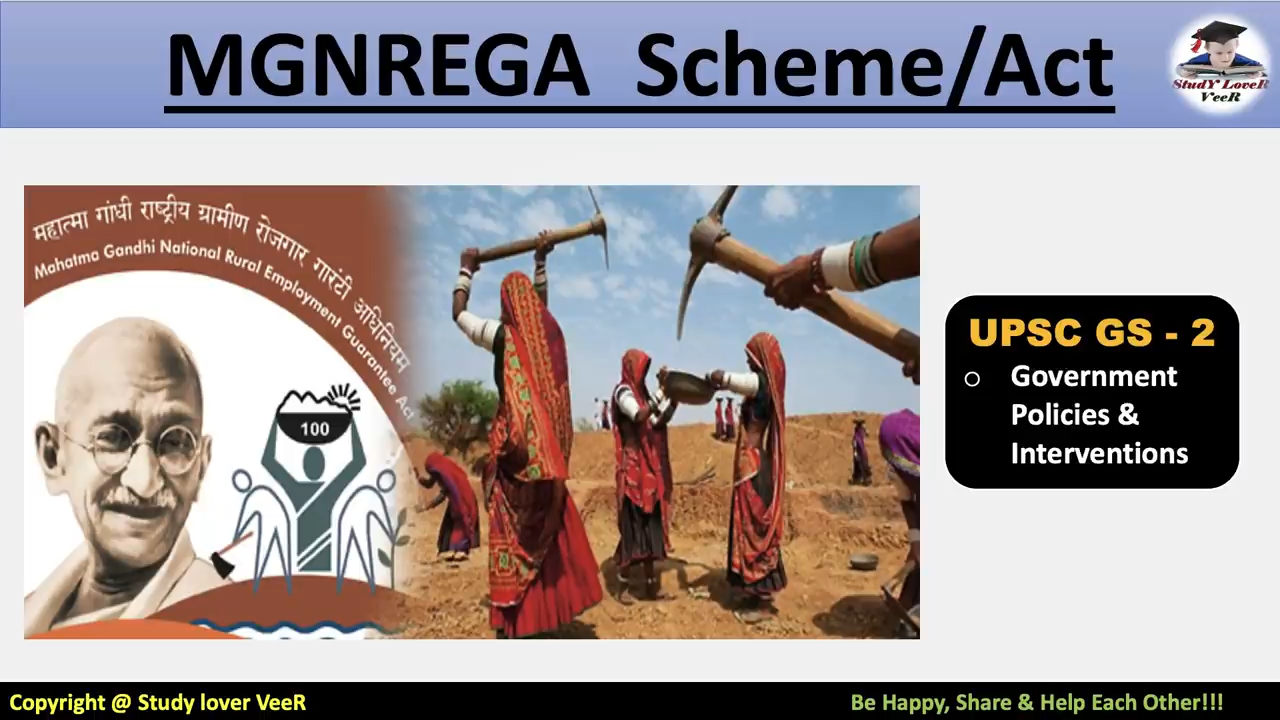 MGNREGA Scheme/Act
StudY LoveR
VeeR
महात्मा गांधी राष्ट्रीय ग्रामीण रोजगार गारंटी अधिनियम
Mahatma Gandhi National Rural Employment Guarantee Act
100
UPSC GS - 2
Government
Policies &
Interventions
Copyright @ Study lover VeeR
Be Happy, Share & Help Each Other!!!